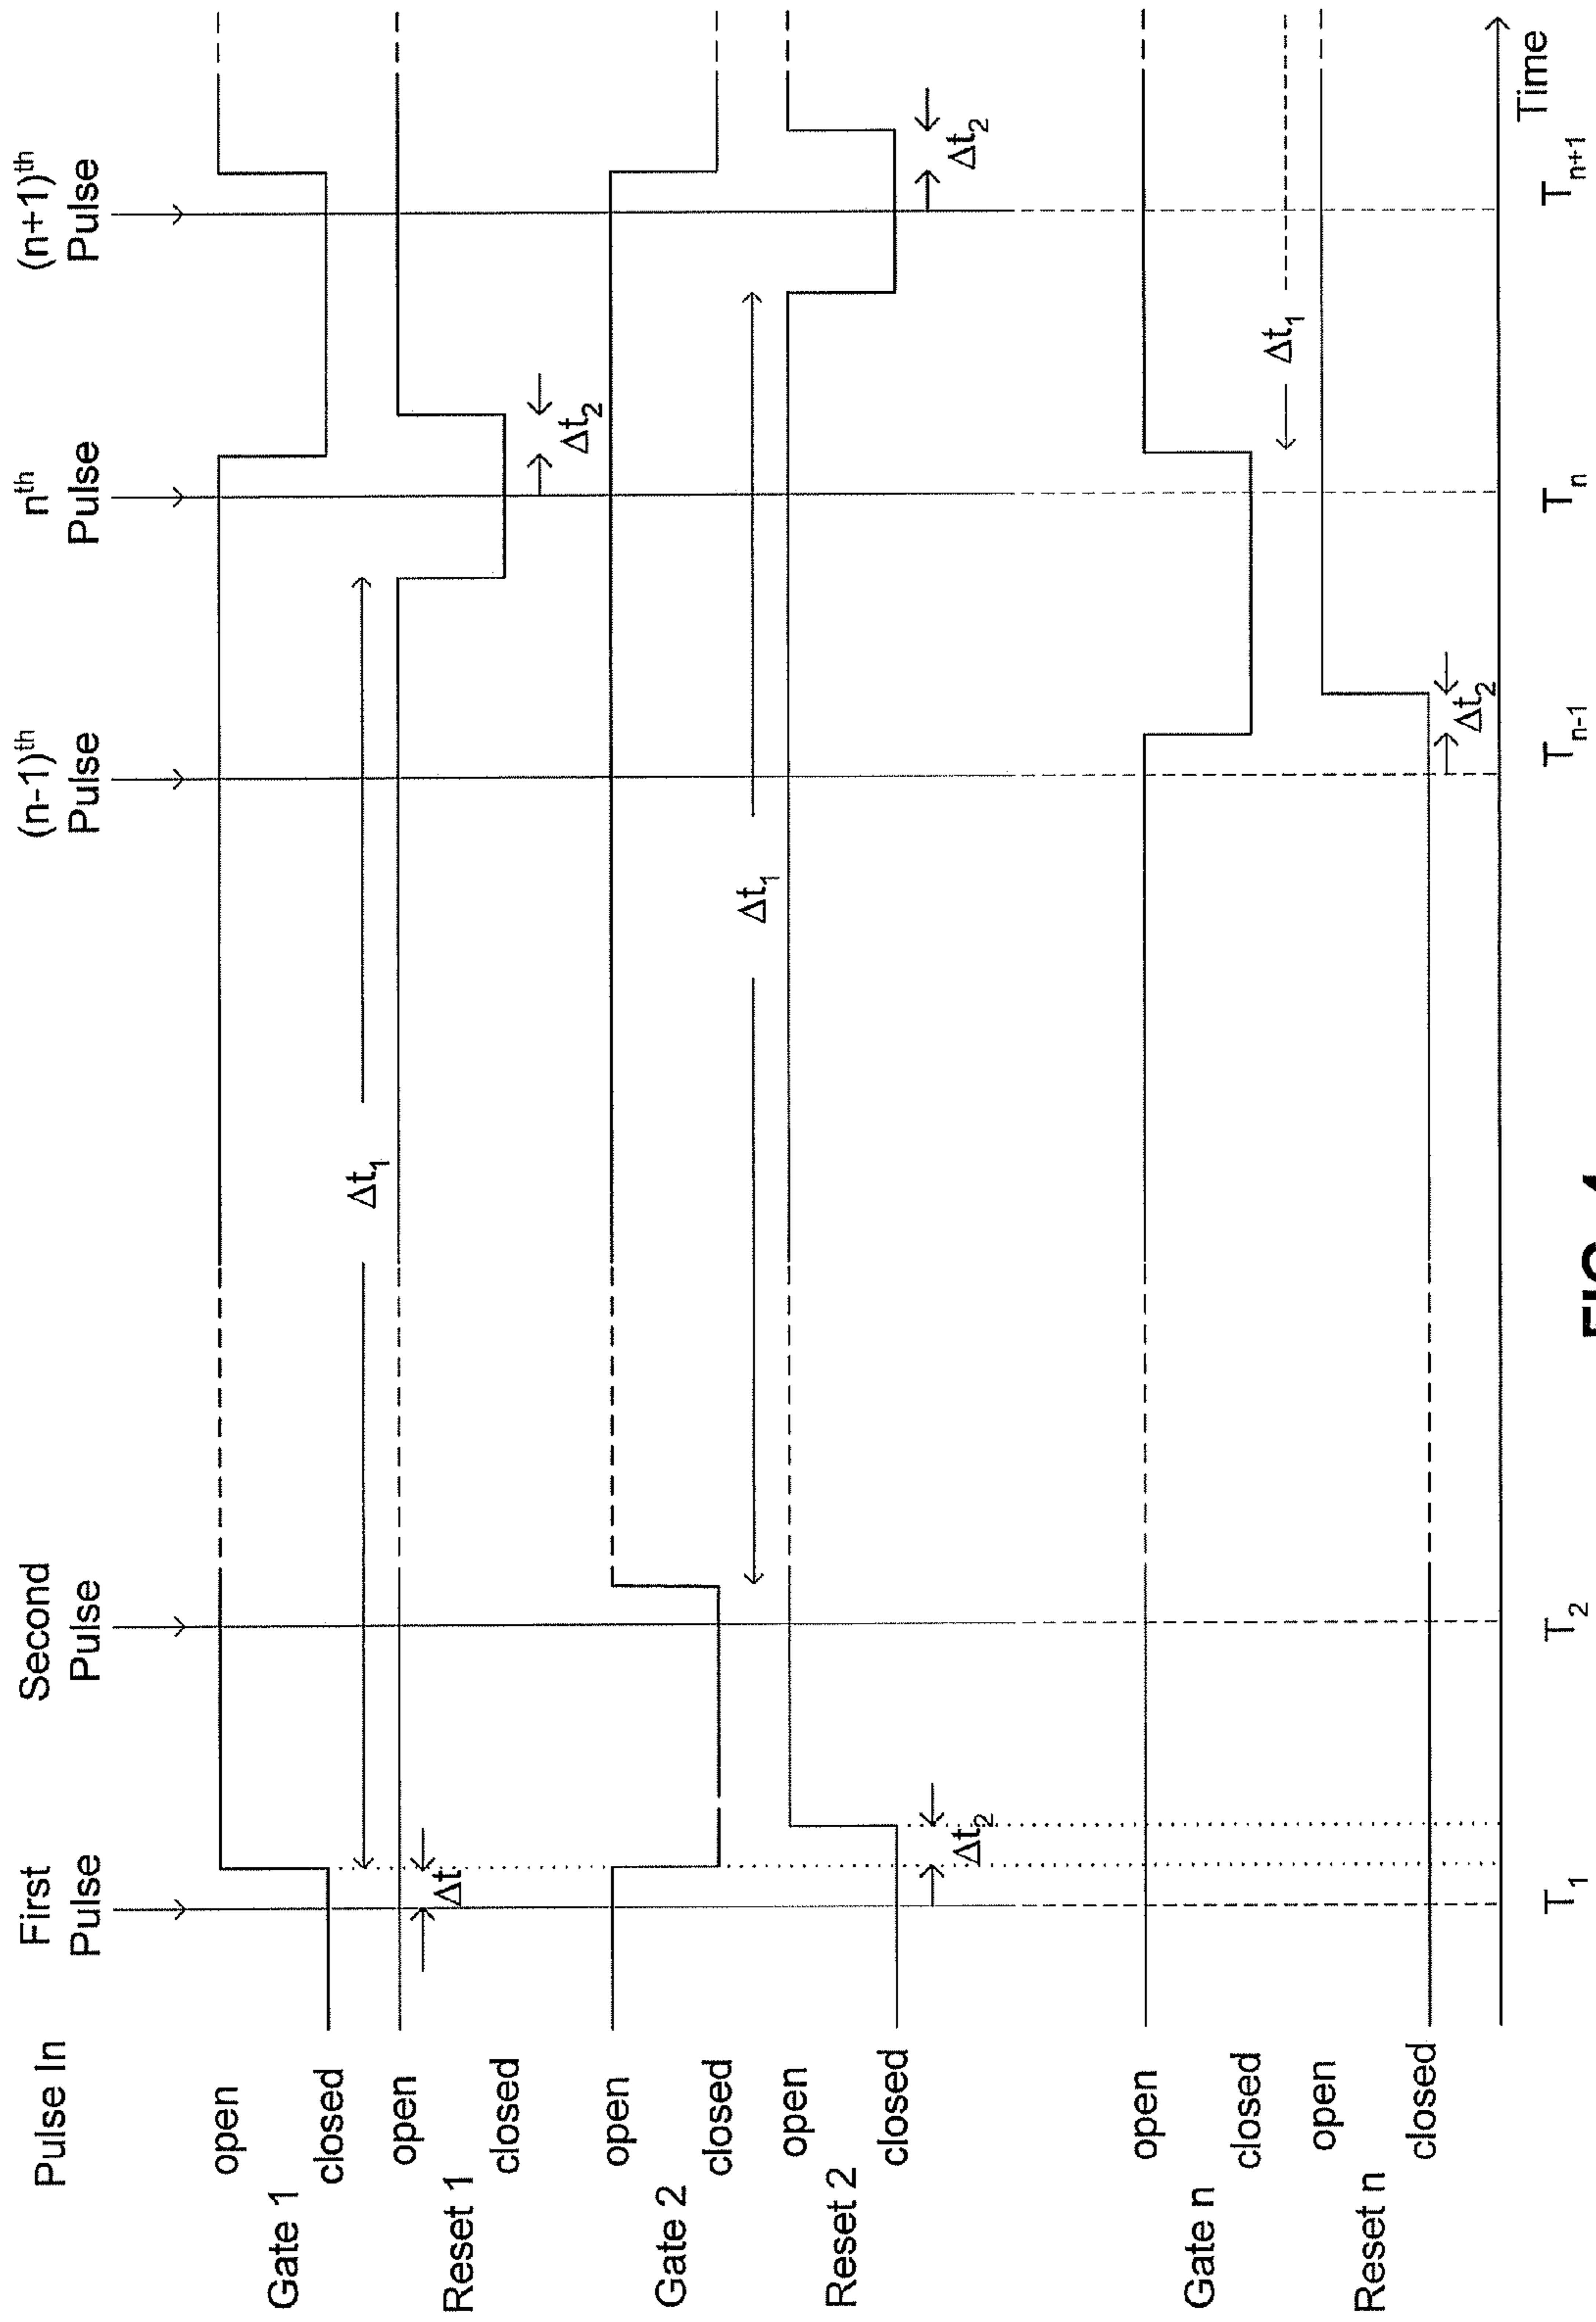 Pulse In
First
Pulse
Second
Pulse
(n-1)th
Pulse
nth
Pulse
(n+1)th
Pulse
Gate 1
open
closed
Δt1
Reset 1
open
closed
Δt
Δt2
Gate 2
open
closed
Δt1
Reset 2
open
closed
Δt2
Δt2
Gate n
open
closed
Δt1
Reset n
open
closed
Δt2
Time
T1
T2
Tn-1
Tn
Tn+1